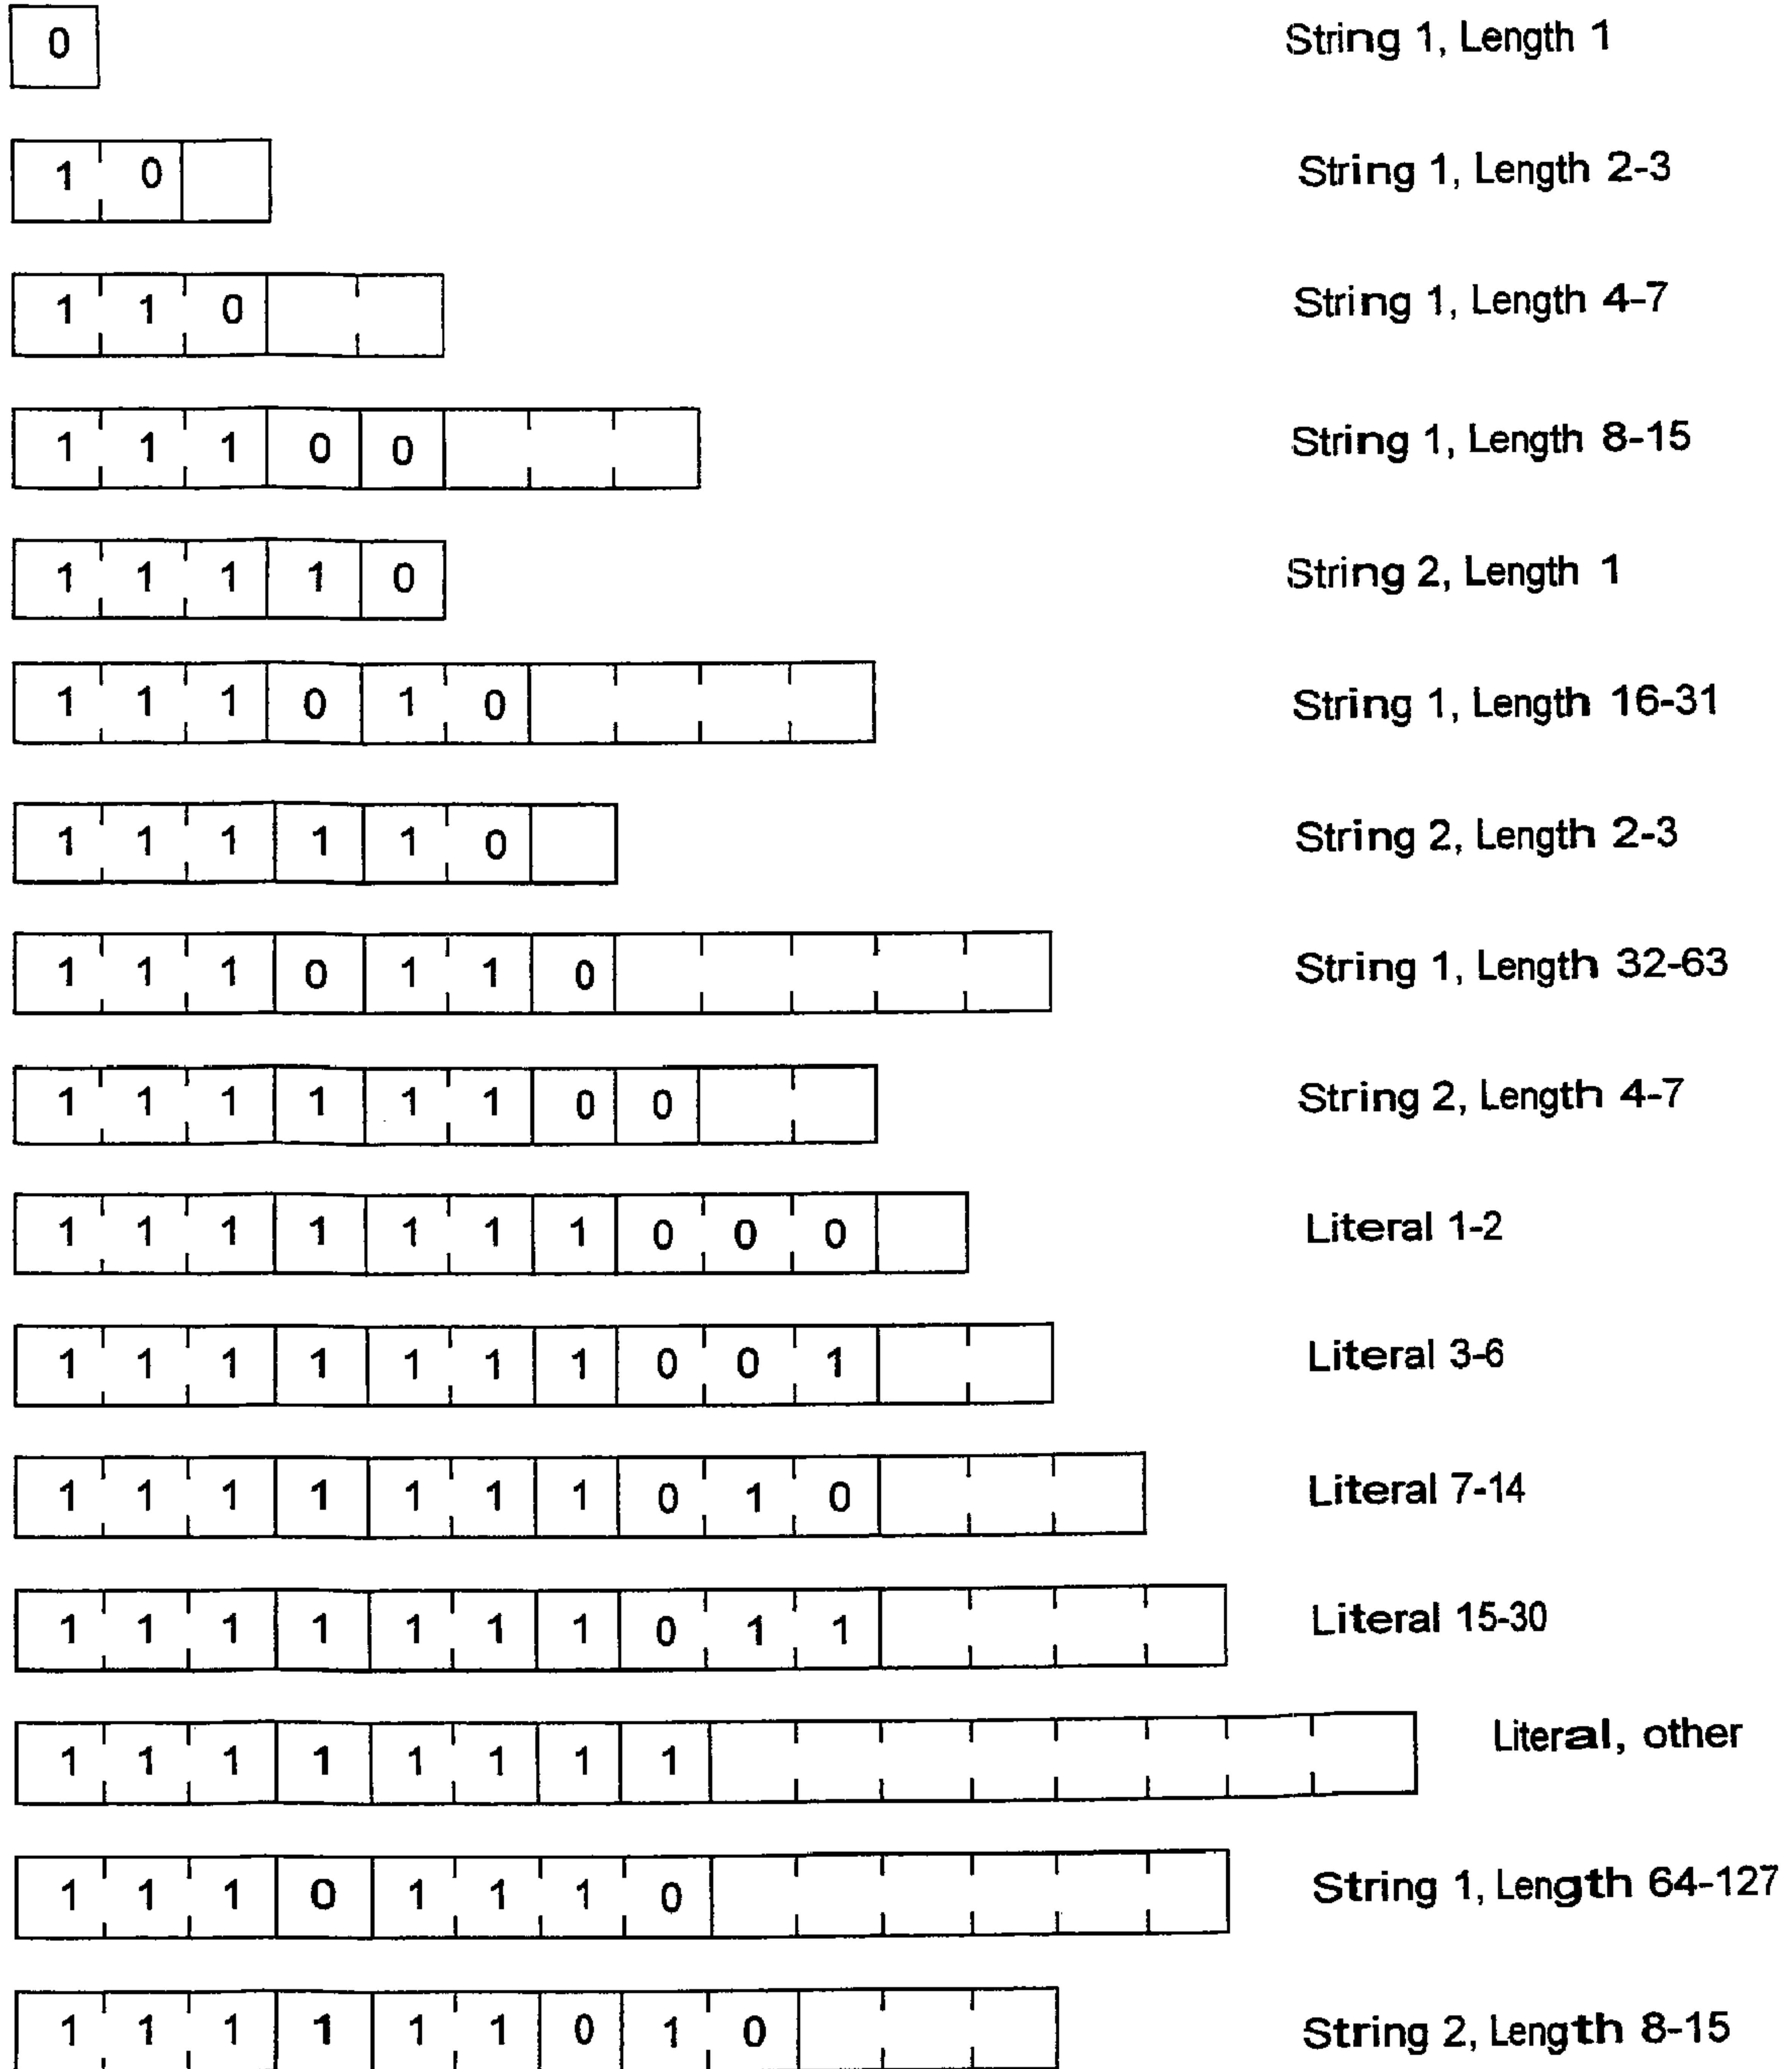 0 String 1, Length 1
1 0 String 1, Length 2-3
1 1 0 String 1, Length 4-7
1 1 1 0 0 String 1, Length 8-15
1 1 1 1 0 String 2, Length 1
1 1 1 0 1 0 String 1, Length 16-31
1 1 1 1 1 0 String 2, Length 2-3
1 1 1 0 1 1 0 String 1, Length 32-63
1 1 1 1 1 1 0 0 String 2, Length 4-7
1 1 1 1 1 1 1 0 0 0 Literal 1-2
1 1 1 1 1 1 1 0 0 1 Literal 3-6
1 1 1 1 1 1 1 0 1 0 Literal 7-14
1 1 1 1 1 1 1 0 1 1 Literal 15-30
1 1 1 1 1 1 1 1 Literal, other
1 1 1 0 1 1 1 0 String 1, Length 64-127
1 1 1 1 1 1 0 1 0 String 2, Length 8-15